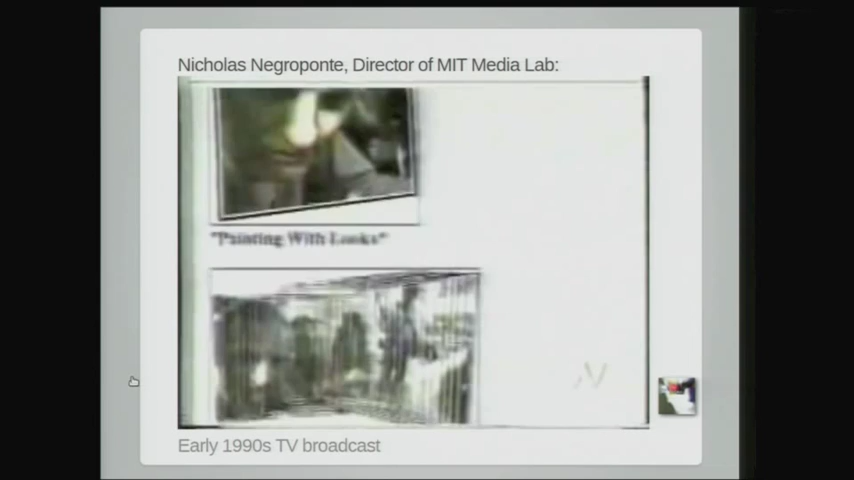 Nicholas Negroponte, Director of MIT Media Lab:
"Painting With Looks"
Early 1990s TV broadcast